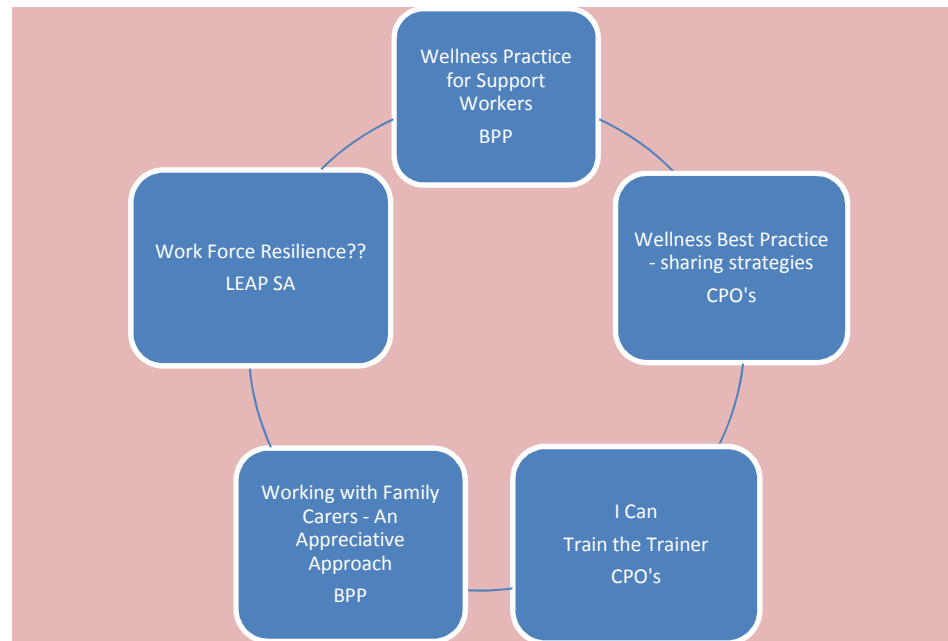 Wellness Practice
for Support
Workers
BPP
Wellness Best Practice
- sharing strategies
CPO's
I Can
Train the Trainer
CPO's
Working with Family
Carers - An
Appreciative
Approach
BPP
Work Force Resilience??
LEAP SA